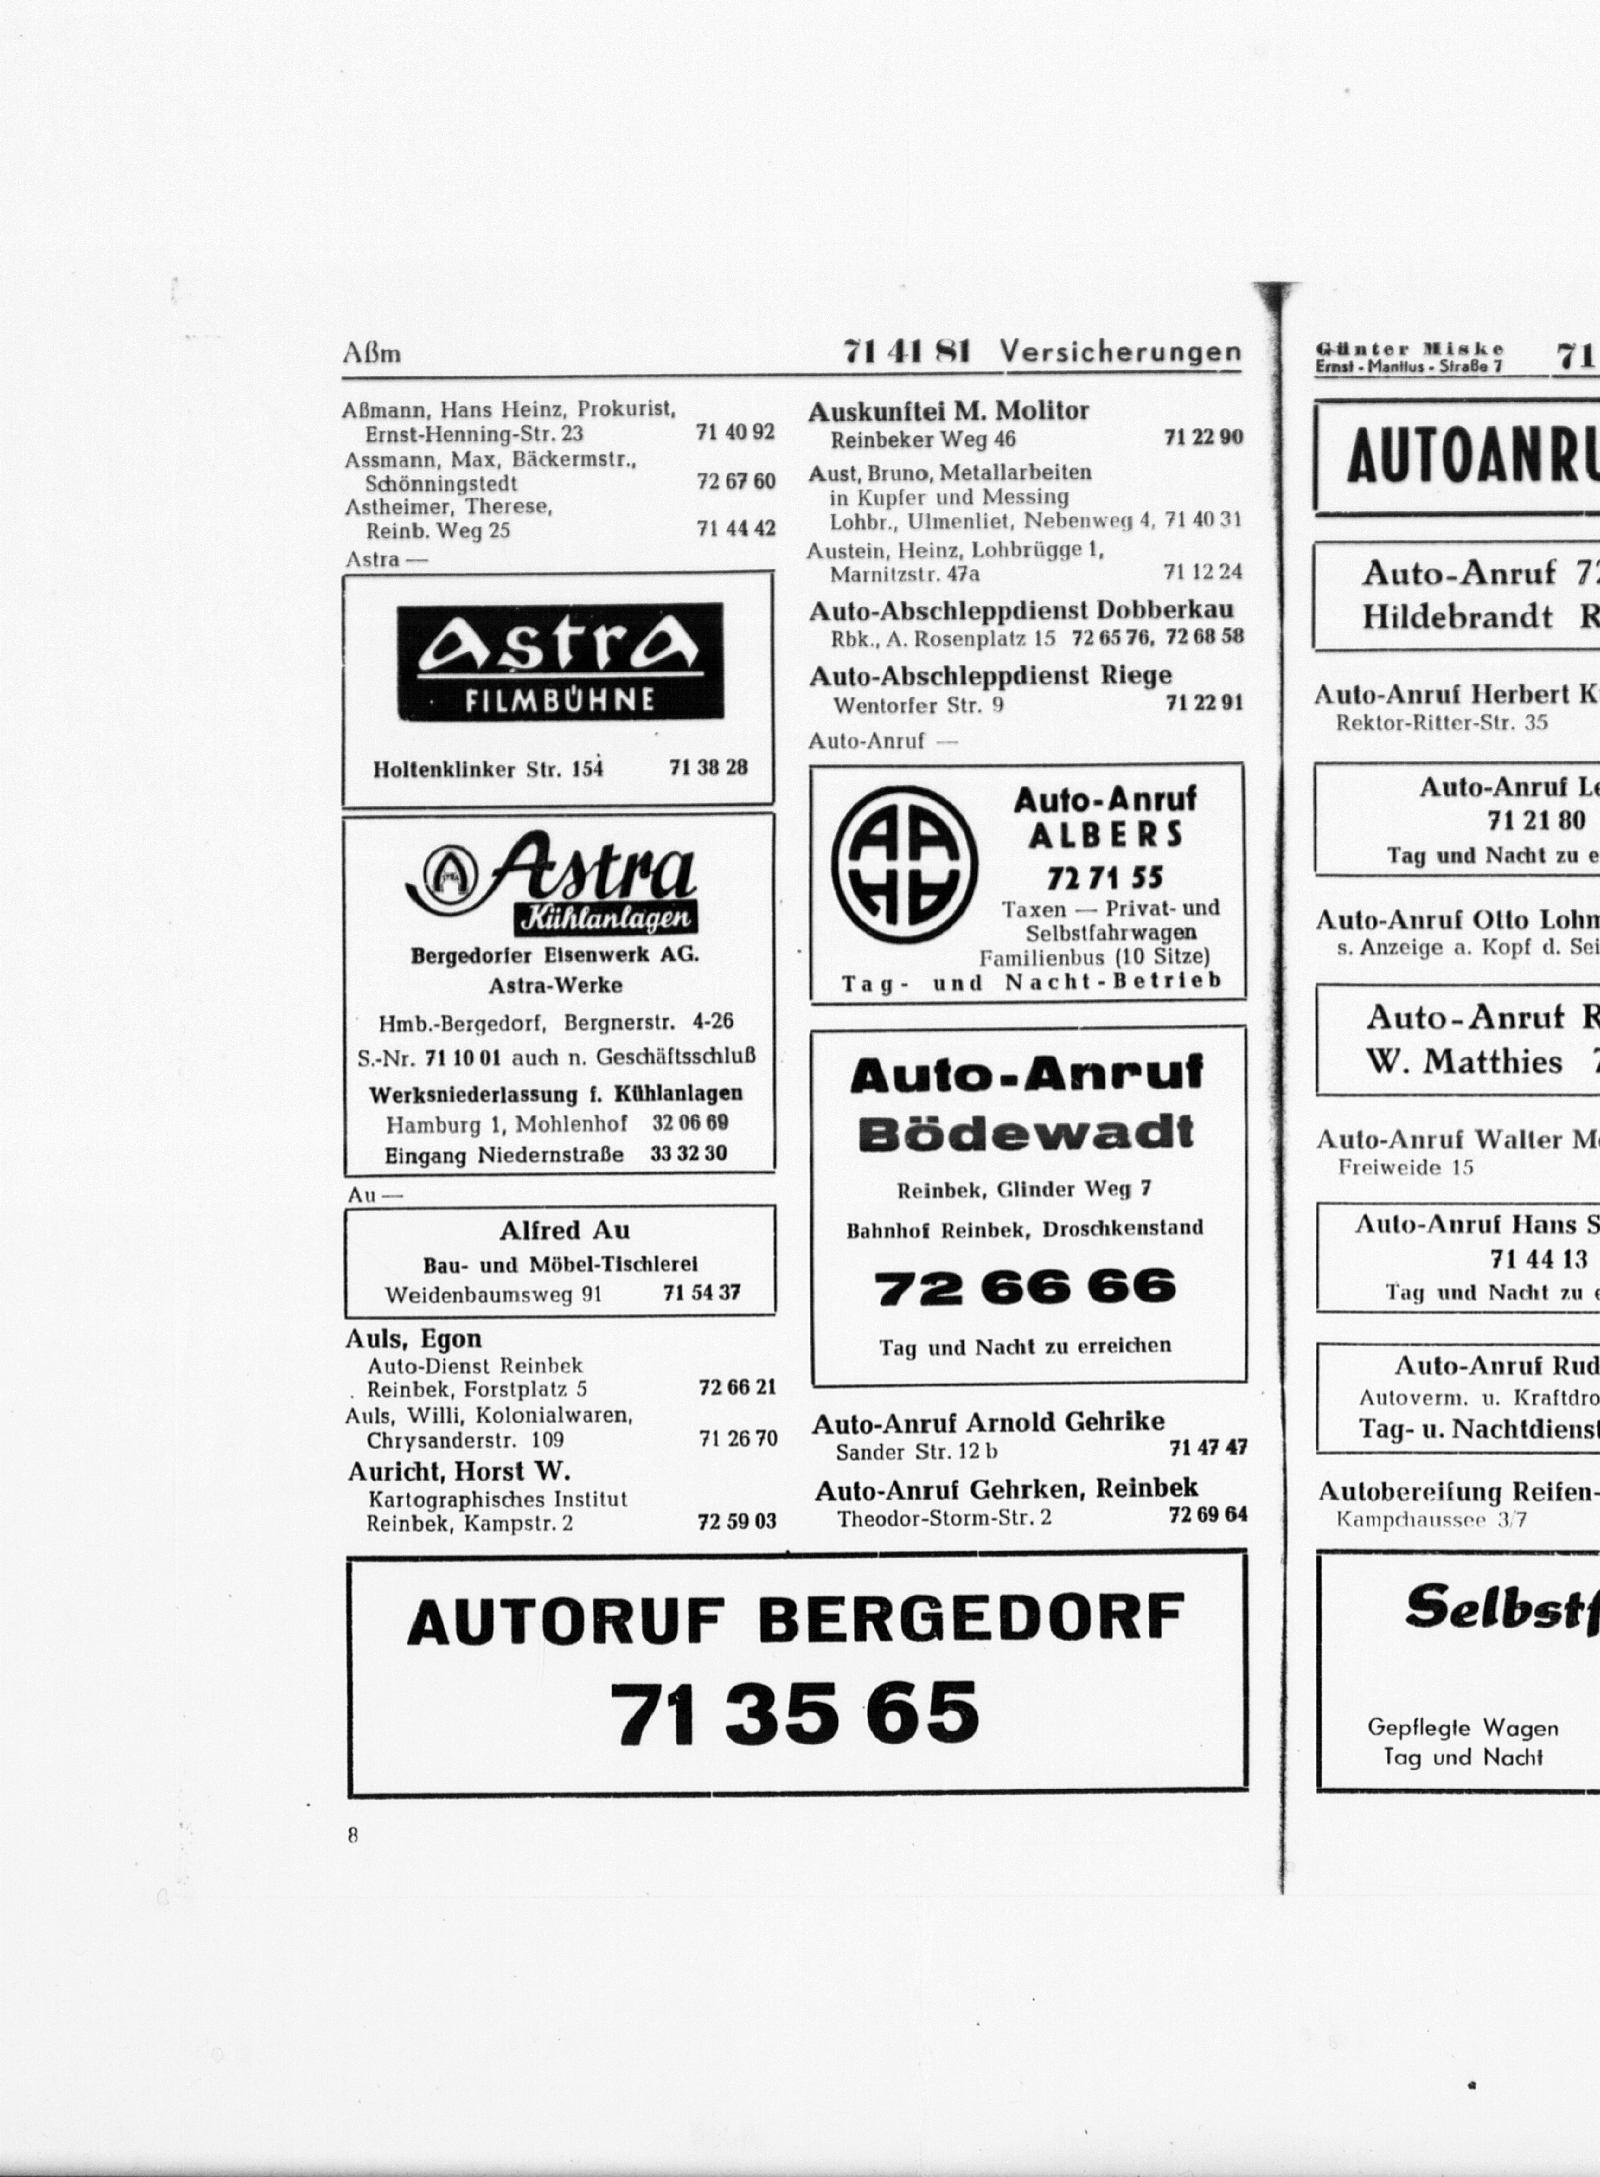 Aßm
71 41 81 Versicherungen
Aßmann, Hans Heinz, Prokurist,
Ernst-Henning-Str. 23 71 40 92
Assmann, Max, Bäckermstr.,
Schönningstedt 72 67 60
Astheimer, Therese,
Reinb. Weg 25 71 44 42
Astra —
Astra
FILMBÜHNE
Holtenklinker Str. 154 71 38 28
Astra
Kühlanlagen
Bergedorfer Eisenwerk AG.
Astra-Werke
Hmb.-Bergedorf, Bergnerstr. 4-26
S.-Nr. 71 10 01 auch n. Geschäftsschluß
Werksniederlassung f. Kühlanlagen
Hamburg 1, Mohlenhof 32 06 69
Eingang Niedernstraße 33 32 30
Au —
Alfred Au
Bau- und Möbel-Tischlerei
Weidenbaumsweg 91 71 54 37
Auls, Egon
Auto-Dienst Reinbek
Reinbek, Forstplatz 5 72 66 21
Auls, Willi, Kolonialwaren,
Chrysanderstr. 109 71 26 70
Auricht, Horst W.
Kartographisches Institut
Reinbek, Kampstr. 2 72 59 03
Auskunftei M. Molitor
Reinbeker Weg 46 71 22 90
Aust, Bruno, Metallarbeiten
in Kupfer und Messing
Lohbr., Ulmenliet, Nebenweg 4, 71 40 31
Austein, Heinz, Lohbrügge 1,
Marnitzstr. 47a 71 12 24
Auto-Abschleppdienst Dobberkau
Rbk., A. Rosenplatz 15 72 65 76, 72 68 58
Auto-Abschleppdienst Riege
Wentorfer Str. 9 71 22 91
Auto-Anruf —
Auto-Anruf
ALBERS
72 71 55
Taxen — Privat- und
Selbstfahrwagen
Familienbus (10 Sitze)
Tag- und Nacht-Betrieb
Auto-Anruf
Bödewadt
Reinbek, Glinder Weg 7
Bahnhof Reinbek, Droschkenstand
72 66 66
Tag und Nacht zu erreichen
Auto-Anruf Arnold Gehrike
Sander Str. 12 b 71 47 47
Auto-Anruf Gehrken, Reinbek
Theodor-Storm-Str. 2 72 69 64
AUTORUF BERGEDORF
71 35 65
8
Günter Miske
Ernst-Mantius-Straße 7 71
AUTOANRU
Auto-Anruf 72
Hildebrandt R
Auto-Anruf Herbert K
Rektor-Ritter-Str. 35
Auto-Anruf Le
71 21 80
Tag und Nacht zu e
Auto-Anruf Otto Lohm
s. Anzeige a. Kopf d. Sei
Auto-Anruf R
W. Matthies 7
Auto-Anruf Walter Mo
Freiweide 15
Auto-Anruf Hans S
71 44 13
Tag und Nacht zu e
Auto-Anruf Rud
Autoverm. u. Kraftdro
Tag- u. Nachtdienst
Autobereifung Reifen-
Kampchaussee 3/7
Selbstf
Gepflegte Wagen
Tag und Nacht